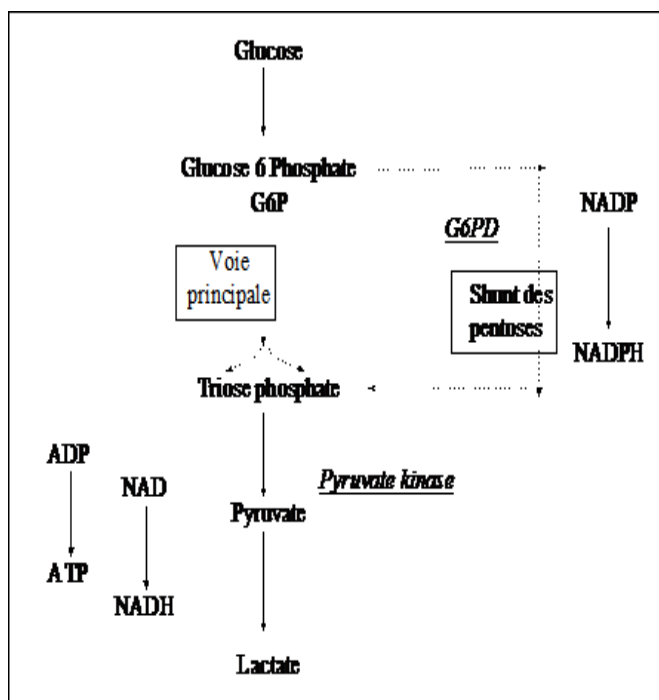 Glucose
Glucose 6 Phosphate
G6P
NADP
G6PD
Voie
principale
Shunt des
pentoses
NADPH
Triose phosphate
ADP
NAD
Pyruvate kinase
Pyruvate
ATP
NADH
Lactate